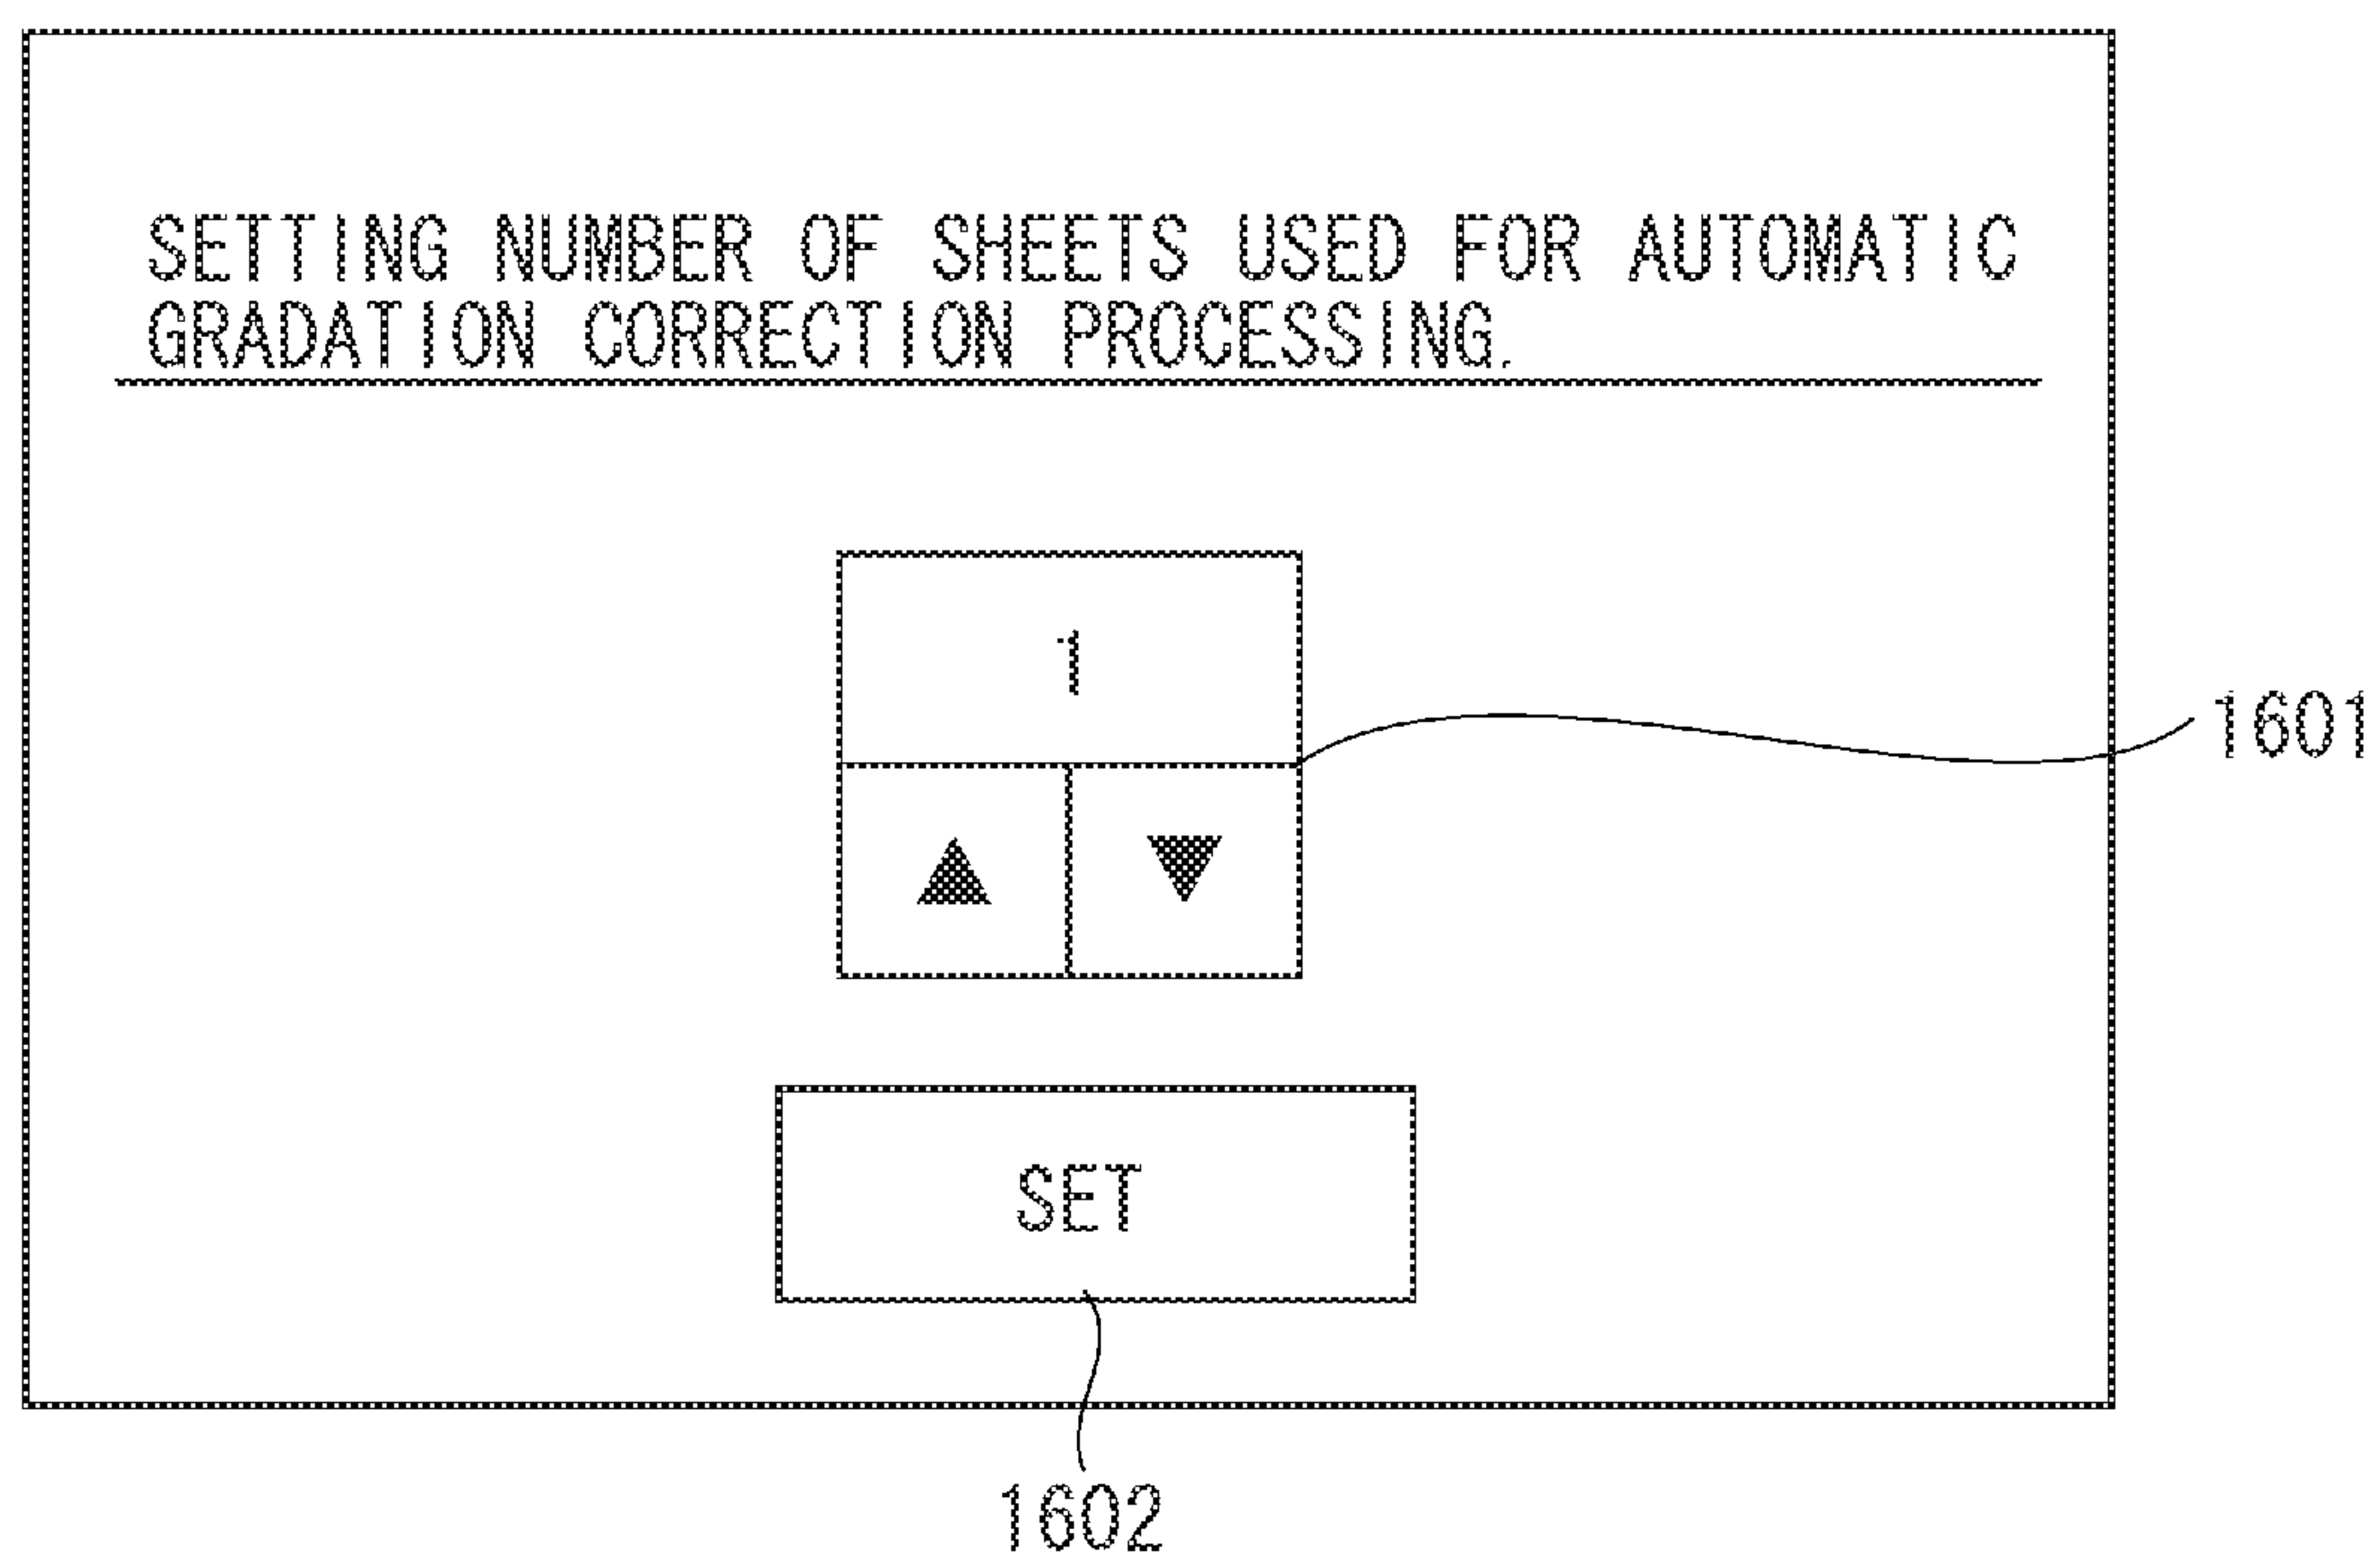 SETTING NUMBER OF SHEETS USED FOR AUTOMATIC
GRADATION CORRECTION PROCESSING.
1
1601
▲ ▼
SET
1602